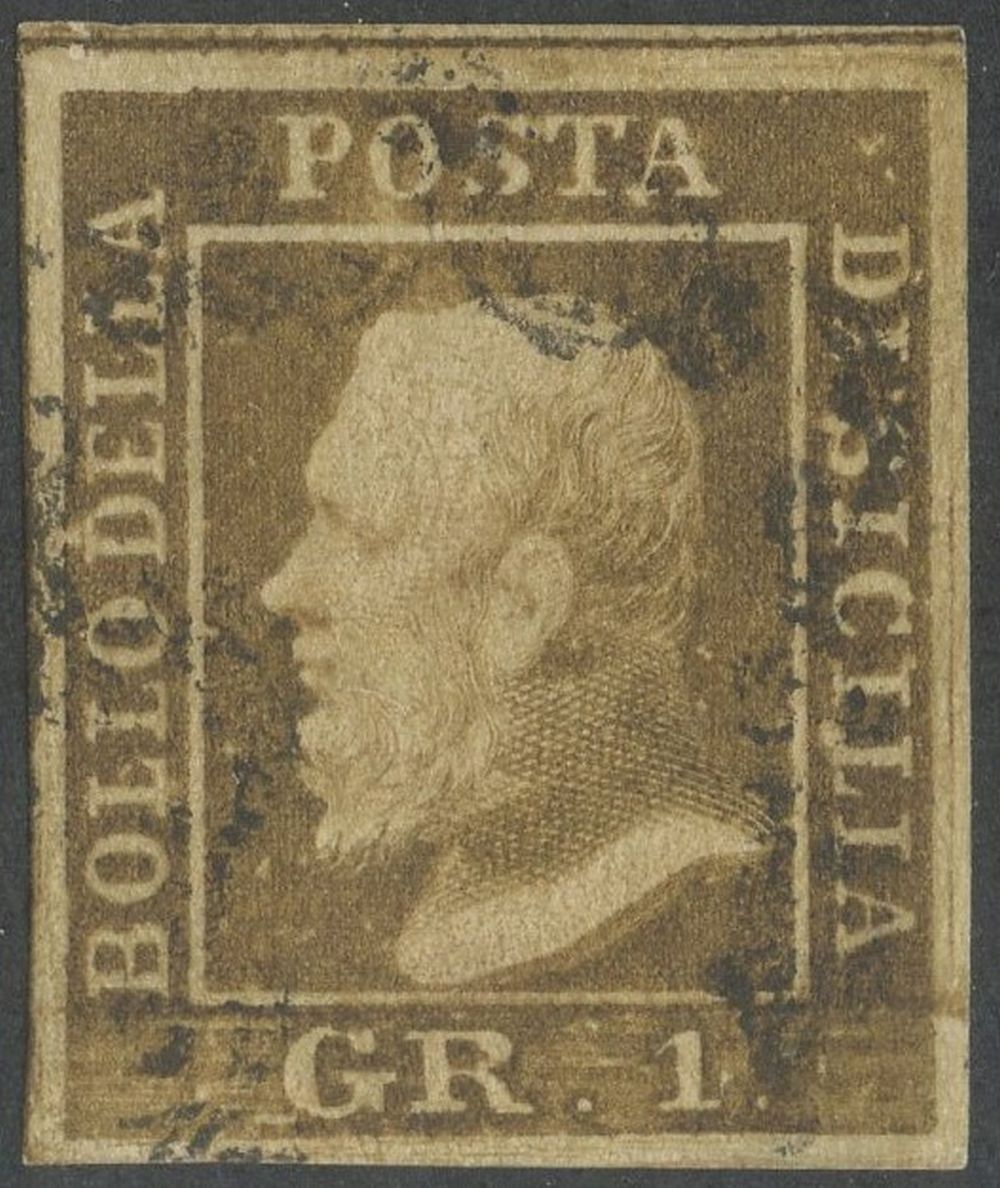 BOLLO DELLA
POSTA
DI SICILIA
GR. 1.